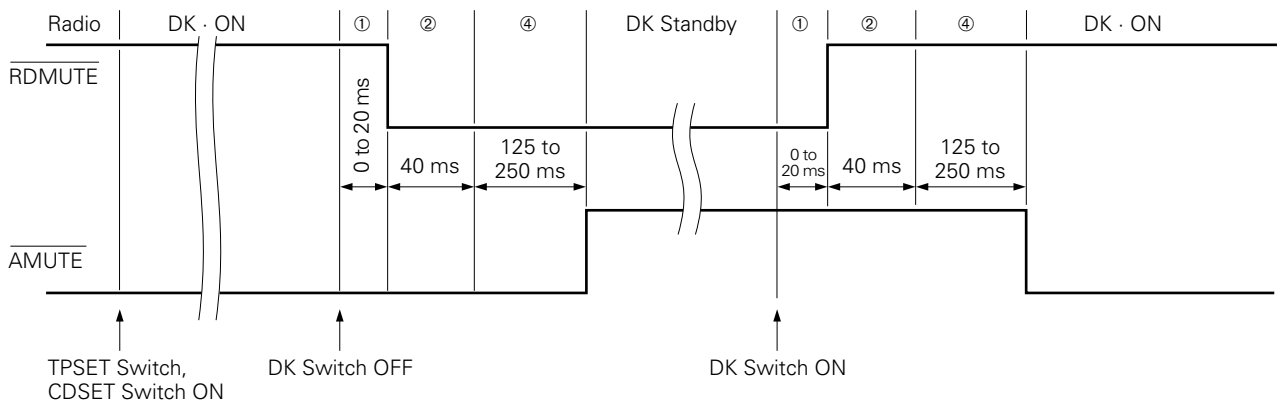 Radio DK · ON ① ② ④ DK Standby ① ② ④ DK · ON
RDMUTE
0 to 20 ms
40 ms
125 to
250 ms
0 to
20 ms
40 ms
125 to
250 ms
AMUTE
TPSET Switch,
CDSET Switch ON
DK Switch OFF
DK Switch ON